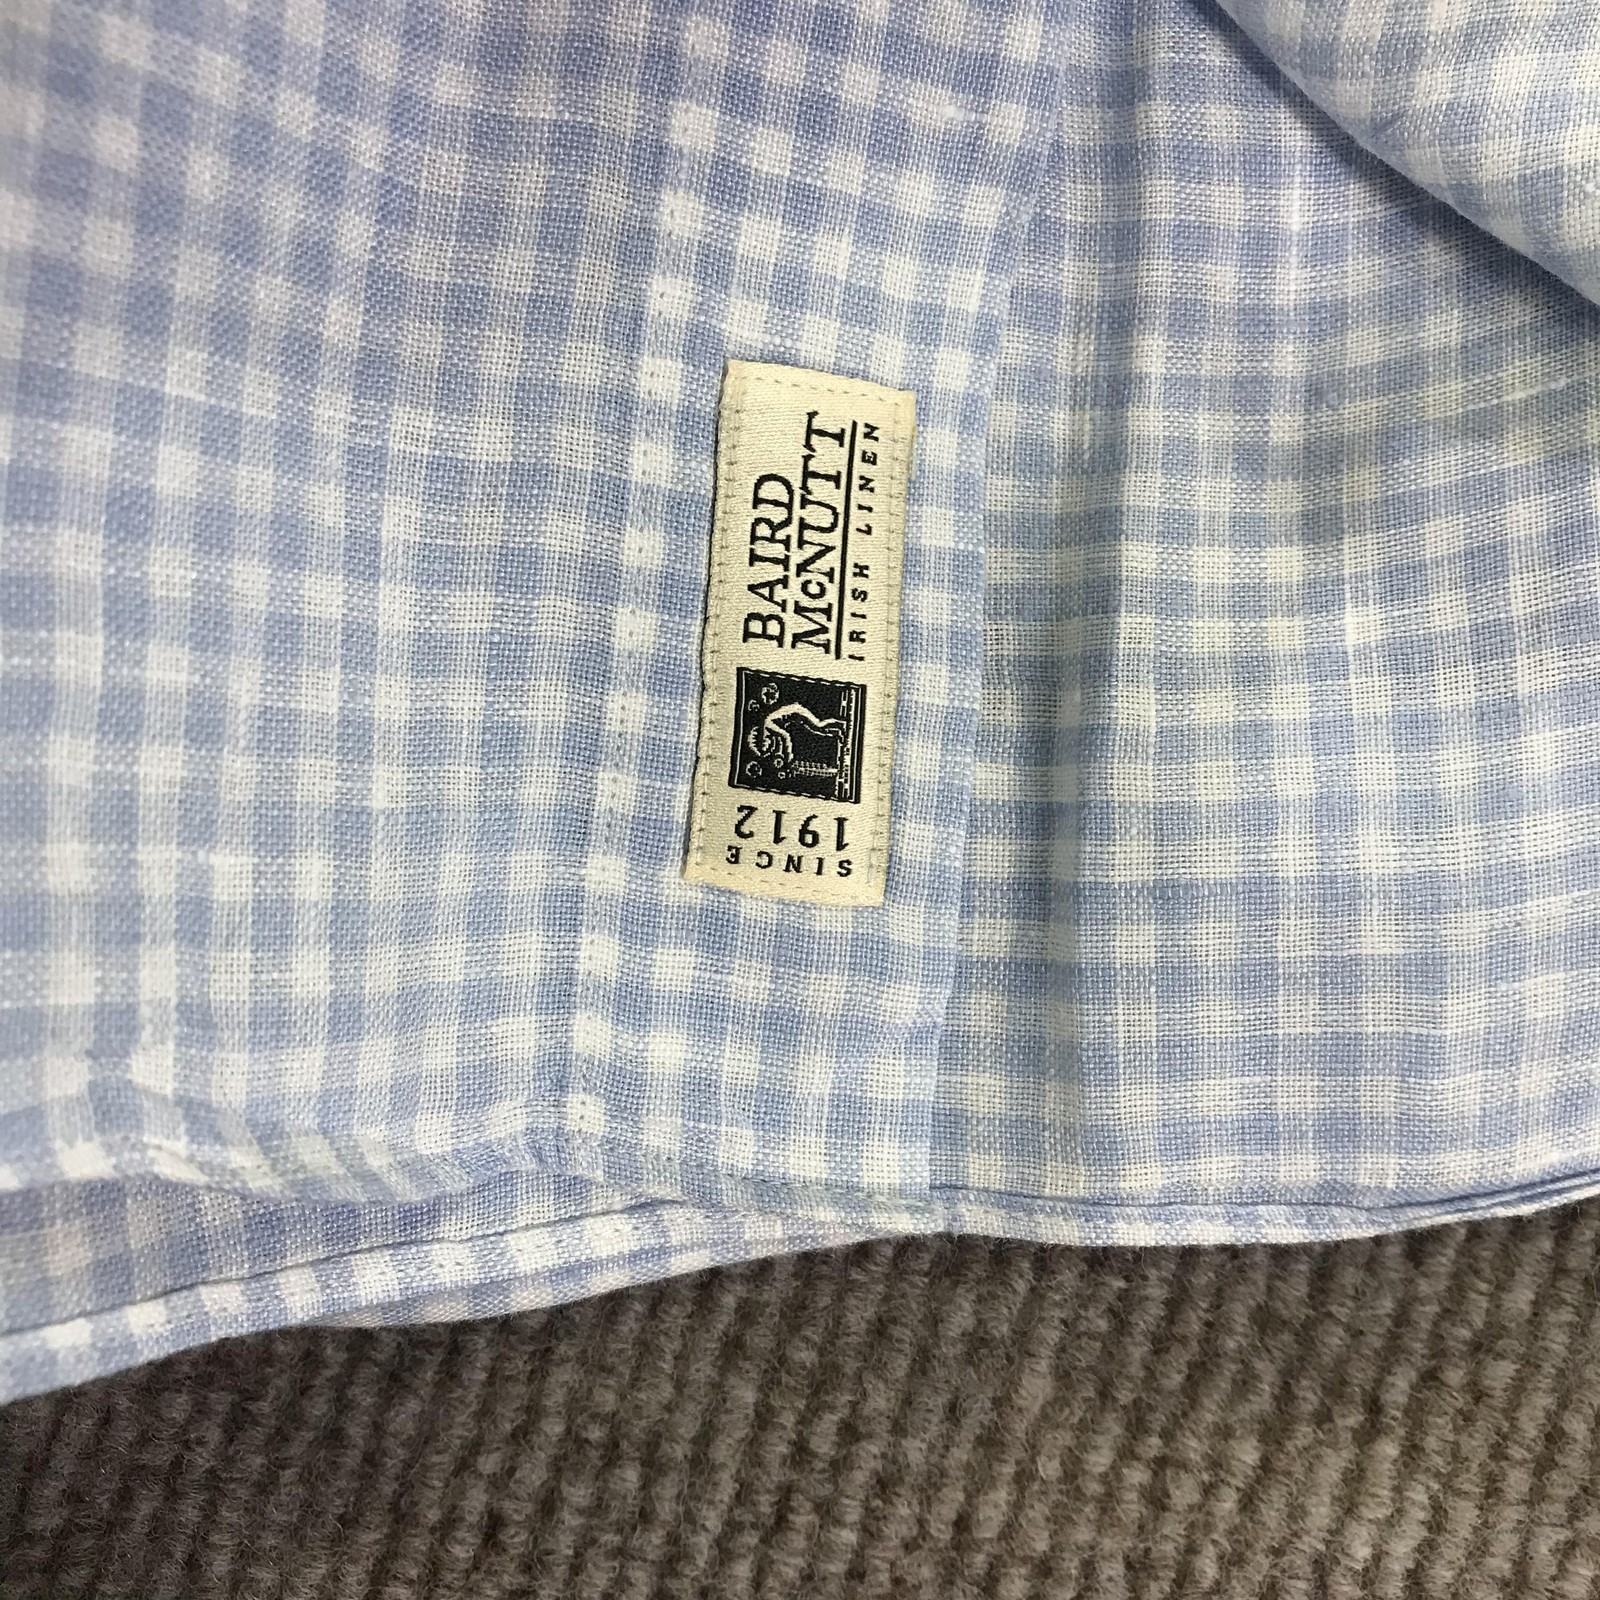 BAIRD
McNUTT
IRISH LINEN
SINCE
1912